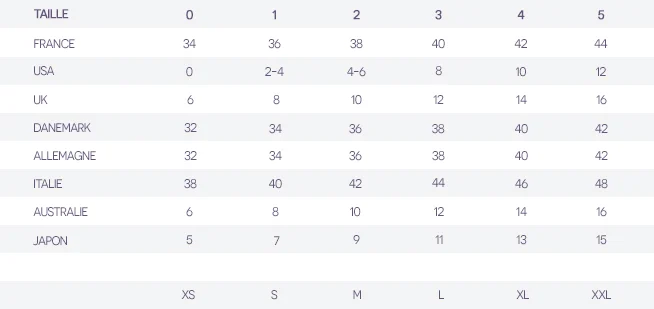 TAILLE 0 1 2 3 4 5
FRANCE 34 36 38 40 42 44
USA 0 2-4 4-6 8 10 12
UK 6 8 10 12 14 16
DANEMARK 32 34 36 38 40 42
ALLEMAGNE 32 34 36 38 40 42
ITALIE 38 40 42 44 46 48
AUSTRALIE 6 8 10 12 14 16
JAPON 5 7 9 11 13 15
XS S M L XL XXL